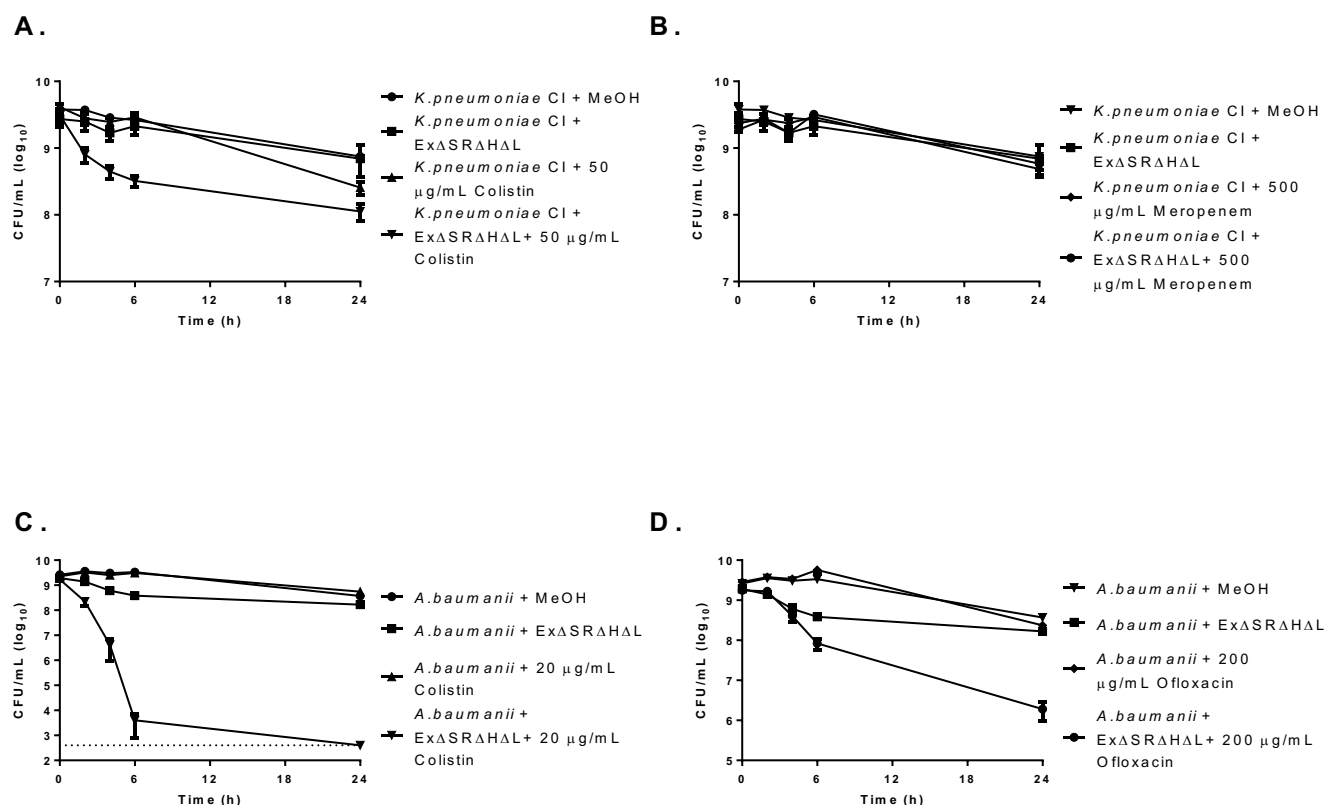 A.
10
9
8
7
CFU/mL (log10)
0 6 12 18 24
Time (h)
K.pneumoniae CI + MeOH
K.pneumoniae CI +
ExΔSRΔHΔL
K.pneumoniae CI + 50
μg/mL Colistin
K.pneumoniae CI +
ExΔSRΔHΔL+ 50 μg/mL
Colistin
B.
10
9
8
7
CFU/mL (log10)
0 6 12 18 24
Time (h)
K.pneumoniae CI + MeOH
K.pneumoniae CI +
ExΔSRΔHΔL
K.pneumoniae CI + 500
μg/mL Meropenem
K.pneumoniae CI +
ExΔSRΔHΔL+ 500
μg/mL Meropenem
C.
10
9
8
7
6
5
4
3
2
CFU/mL (log10)
0 6 12 18 24
Time (h)
A.baumanii + MeOH
A.baumanii + ExΔSRΔHΔL
A.baumanii + 20 μg/mL
Colistin
A.baumanii +
ExΔSRΔHΔL+ 20 μg/mL
Colistin
D.
10
9
8
7
6
5
CFU/mL (log10)
0 6 12 18 24
Time (h)
A.baumanii + MeOH
A.baumanii + ExΔSRΔHΔL
A.baumanii + 200
μg/mL Ofloxacin
A.baumanii +
ExΔSRΔHΔL+ 200 μg/mL
Ofloxacin